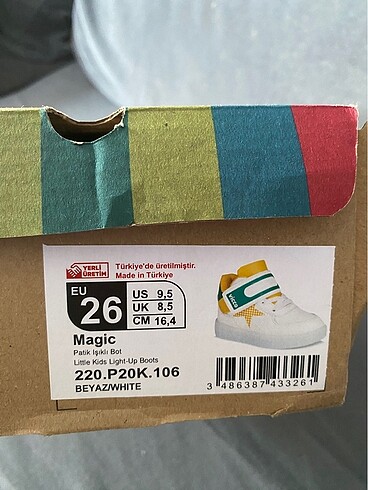 YERLİ
ÜRETİM
Türkiye'de üretilmiştir.
Made in Türkiye
EU
26
US 9,5
UK 8,5
CM 16,4
Magic
Patik Işıklı Bot
Little Kids Light-Up Boots
220.P20K.106
BEYAZ/WHITE
vicco
3 486387 433261